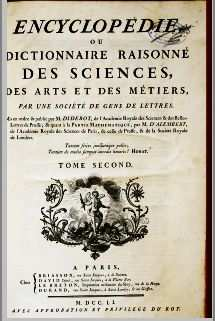 ENCYCLOPÉDIE,
OU
DICTIONNAIRE RAISONNÉ
DES SCIENCES,
DES ARTS ET DES MÉTIERS,
PAR UNE SOCIÉTÉ DE GENS DE LETTRES.
en ordre & publié par M. DIDEROT, de l'Académie Royale des Sciences & des Belles-
Lettres de Prusse; & quant à la PARTIE MATHÉMATIQUE, par M. D'ALEMBERT,
de l'Académie Royale des Sciences de Paris, de celle de Prusse, & de la Société Royale
de Londres.
Tantùm series juncturaque pollet,
Tantùm de medio sumptis accedit honoris! HORAT.
TOME SECOND.
A PARIS,
Chez
BRIASSON, rue Saint Jacques, à la Science.
DAVID l'aîné, rue Saint Jacques, à la Plume d'or.
LE BRETON, Imprimeur ordinaire du Roy, rue de la Harpe.
DURAND, rue Saint Jacques, à Saint Landry, & au Griffon.
M. DCC. LI.
AVEC APPROBATION ET PRIVILEGE DU ROY.